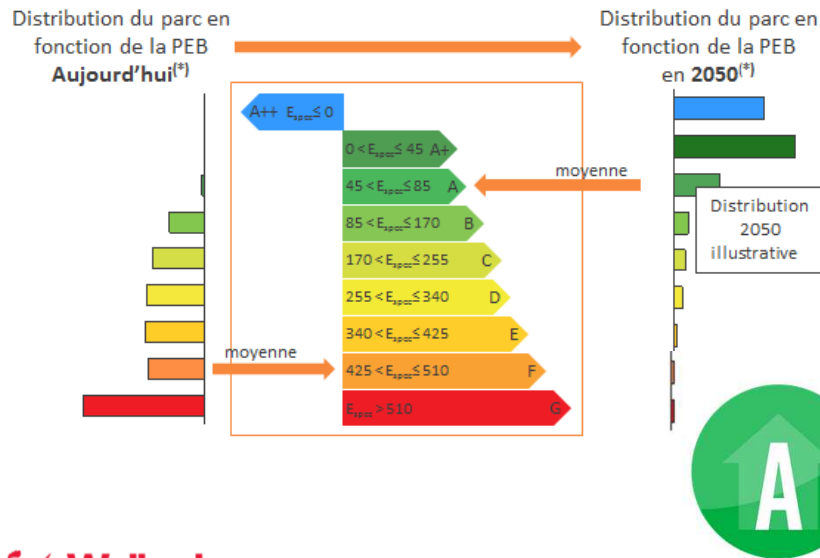 Distribution du parc en
fonction de la PEB
Aujourd'hui(*)
Distribution du parc en
fonction de la PEB
en 2050(*)
A++ Espec ≤ 0
0 < Espec ≤ 45 A+
45 < Espec ≤ 85 A
85 < Espec ≤ 170 B
170 < Espec ≤ 255 C
255 < Espec ≤ 340 D
340 < Espec ≤ 425 E
425 < Espec ≤ 510 F
Espec > 510 G
moyenne
moyenne
Distribution
2050
illustrative
A